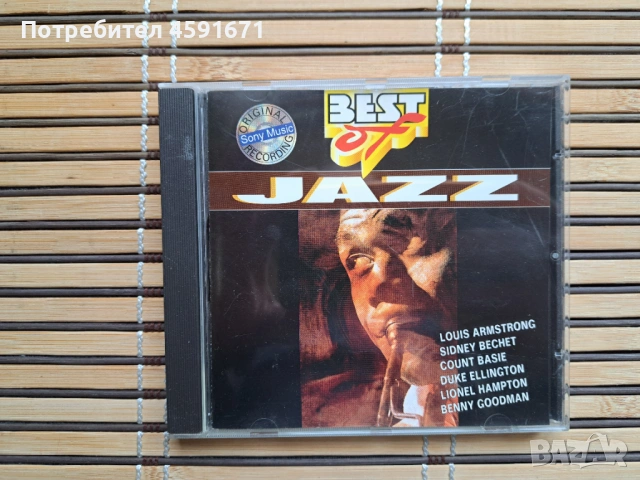 Потребител 4591671
ORIGINAL
Sony Music
RECORDING
BEST
of
JAZZ
LOUIS ARMSTRONG
SIDNEY BECHET
COUNT BASIE
DUKE ELLINGTON
LIONEL HAMPTON
BENNY GOODMAN
BAZAR